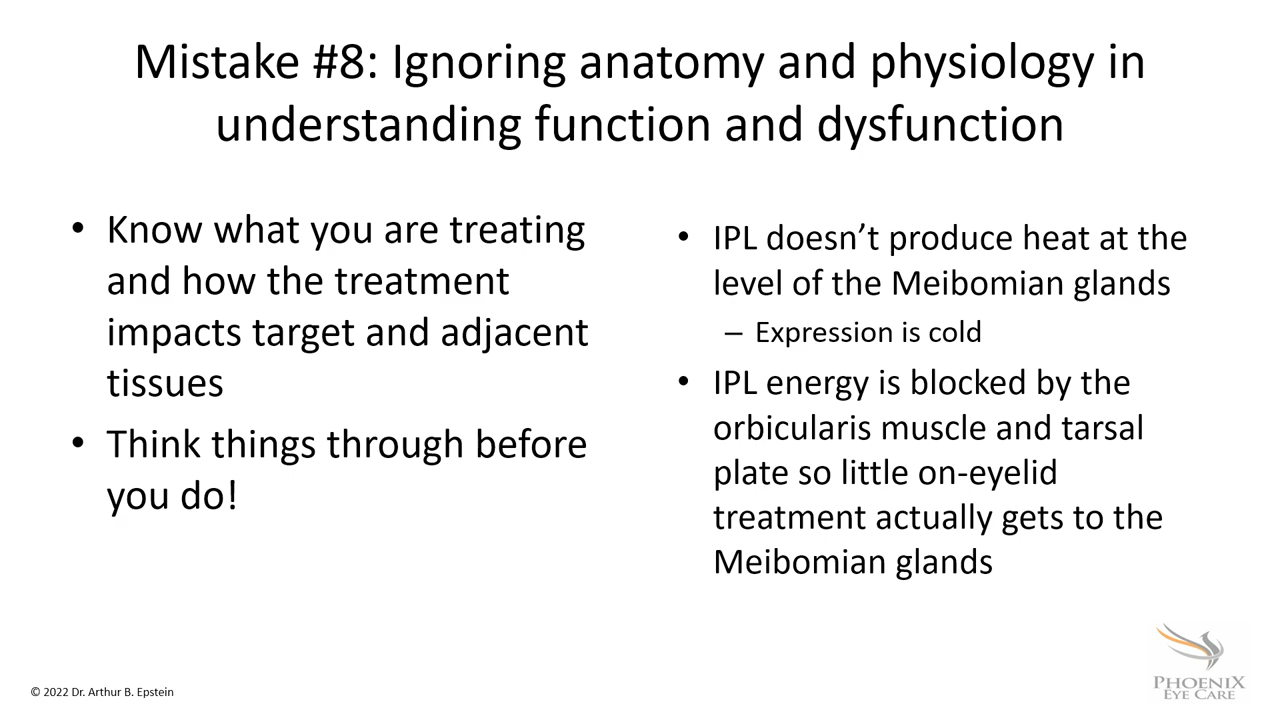 Mistake #8: Ignoring anatomy and physiology in
understanding function and dysfunction
• Know what you are treating
and how the treatment
impacts target and adjacent
tissues
• Think things through before
you do!
• IPL doesn’t produce heat at the
level of the Meibomian glands
– Expression is cold
• IPL energy is blocked by the
orbicularis muscle and tarsal
plate so little on-eyelid
treatment actually gets to the
Meibomian glands
© 2022 Dr. Arthur B. Epstein
PHOENIX
EYE CARE